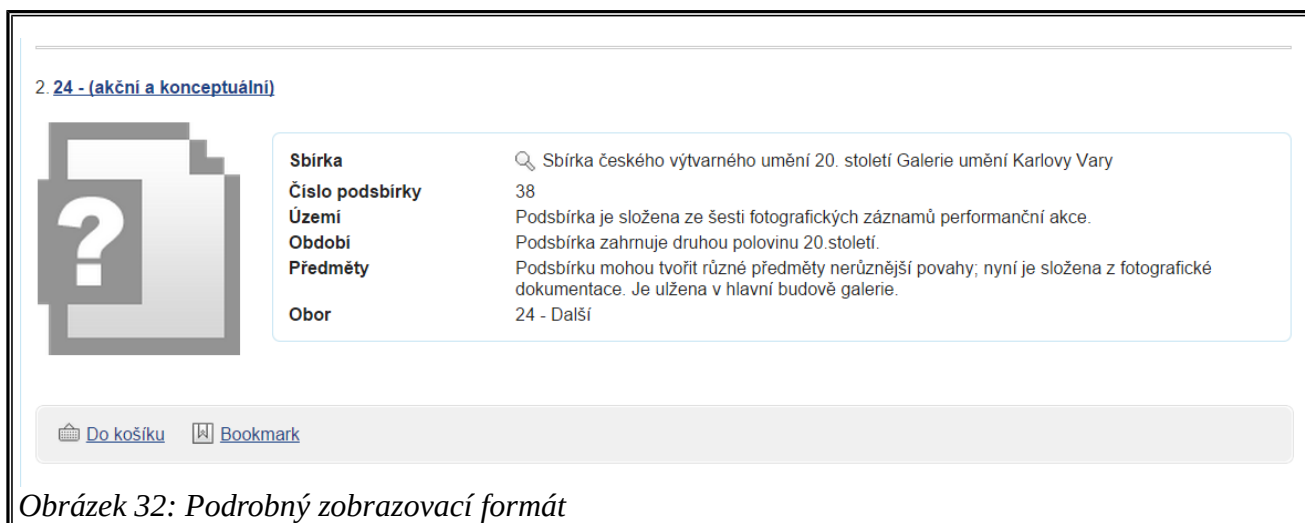 2. 24 - (akční a konceptuální)
?
Sbírka Sbírka českého výtvarného umění 20. století Galerie umění Karlovy Vary
Číslo podsbírky 38
Území Podsbírka je složena ze šesti fotografických záznamů performanční akce.
Období Podsbírka zahrnuje druhou polovinu 20.století.
Předměty Podsbírku mohou tvořit různé předměty nerůznější povahy; nyní je složena z fotografické
dokumentace. Je ulžena v hlavní budově galerie.
Obor 24 - Další
Do košíku Bookmark
Obrázek 32: Podrobný zobrazovací formát